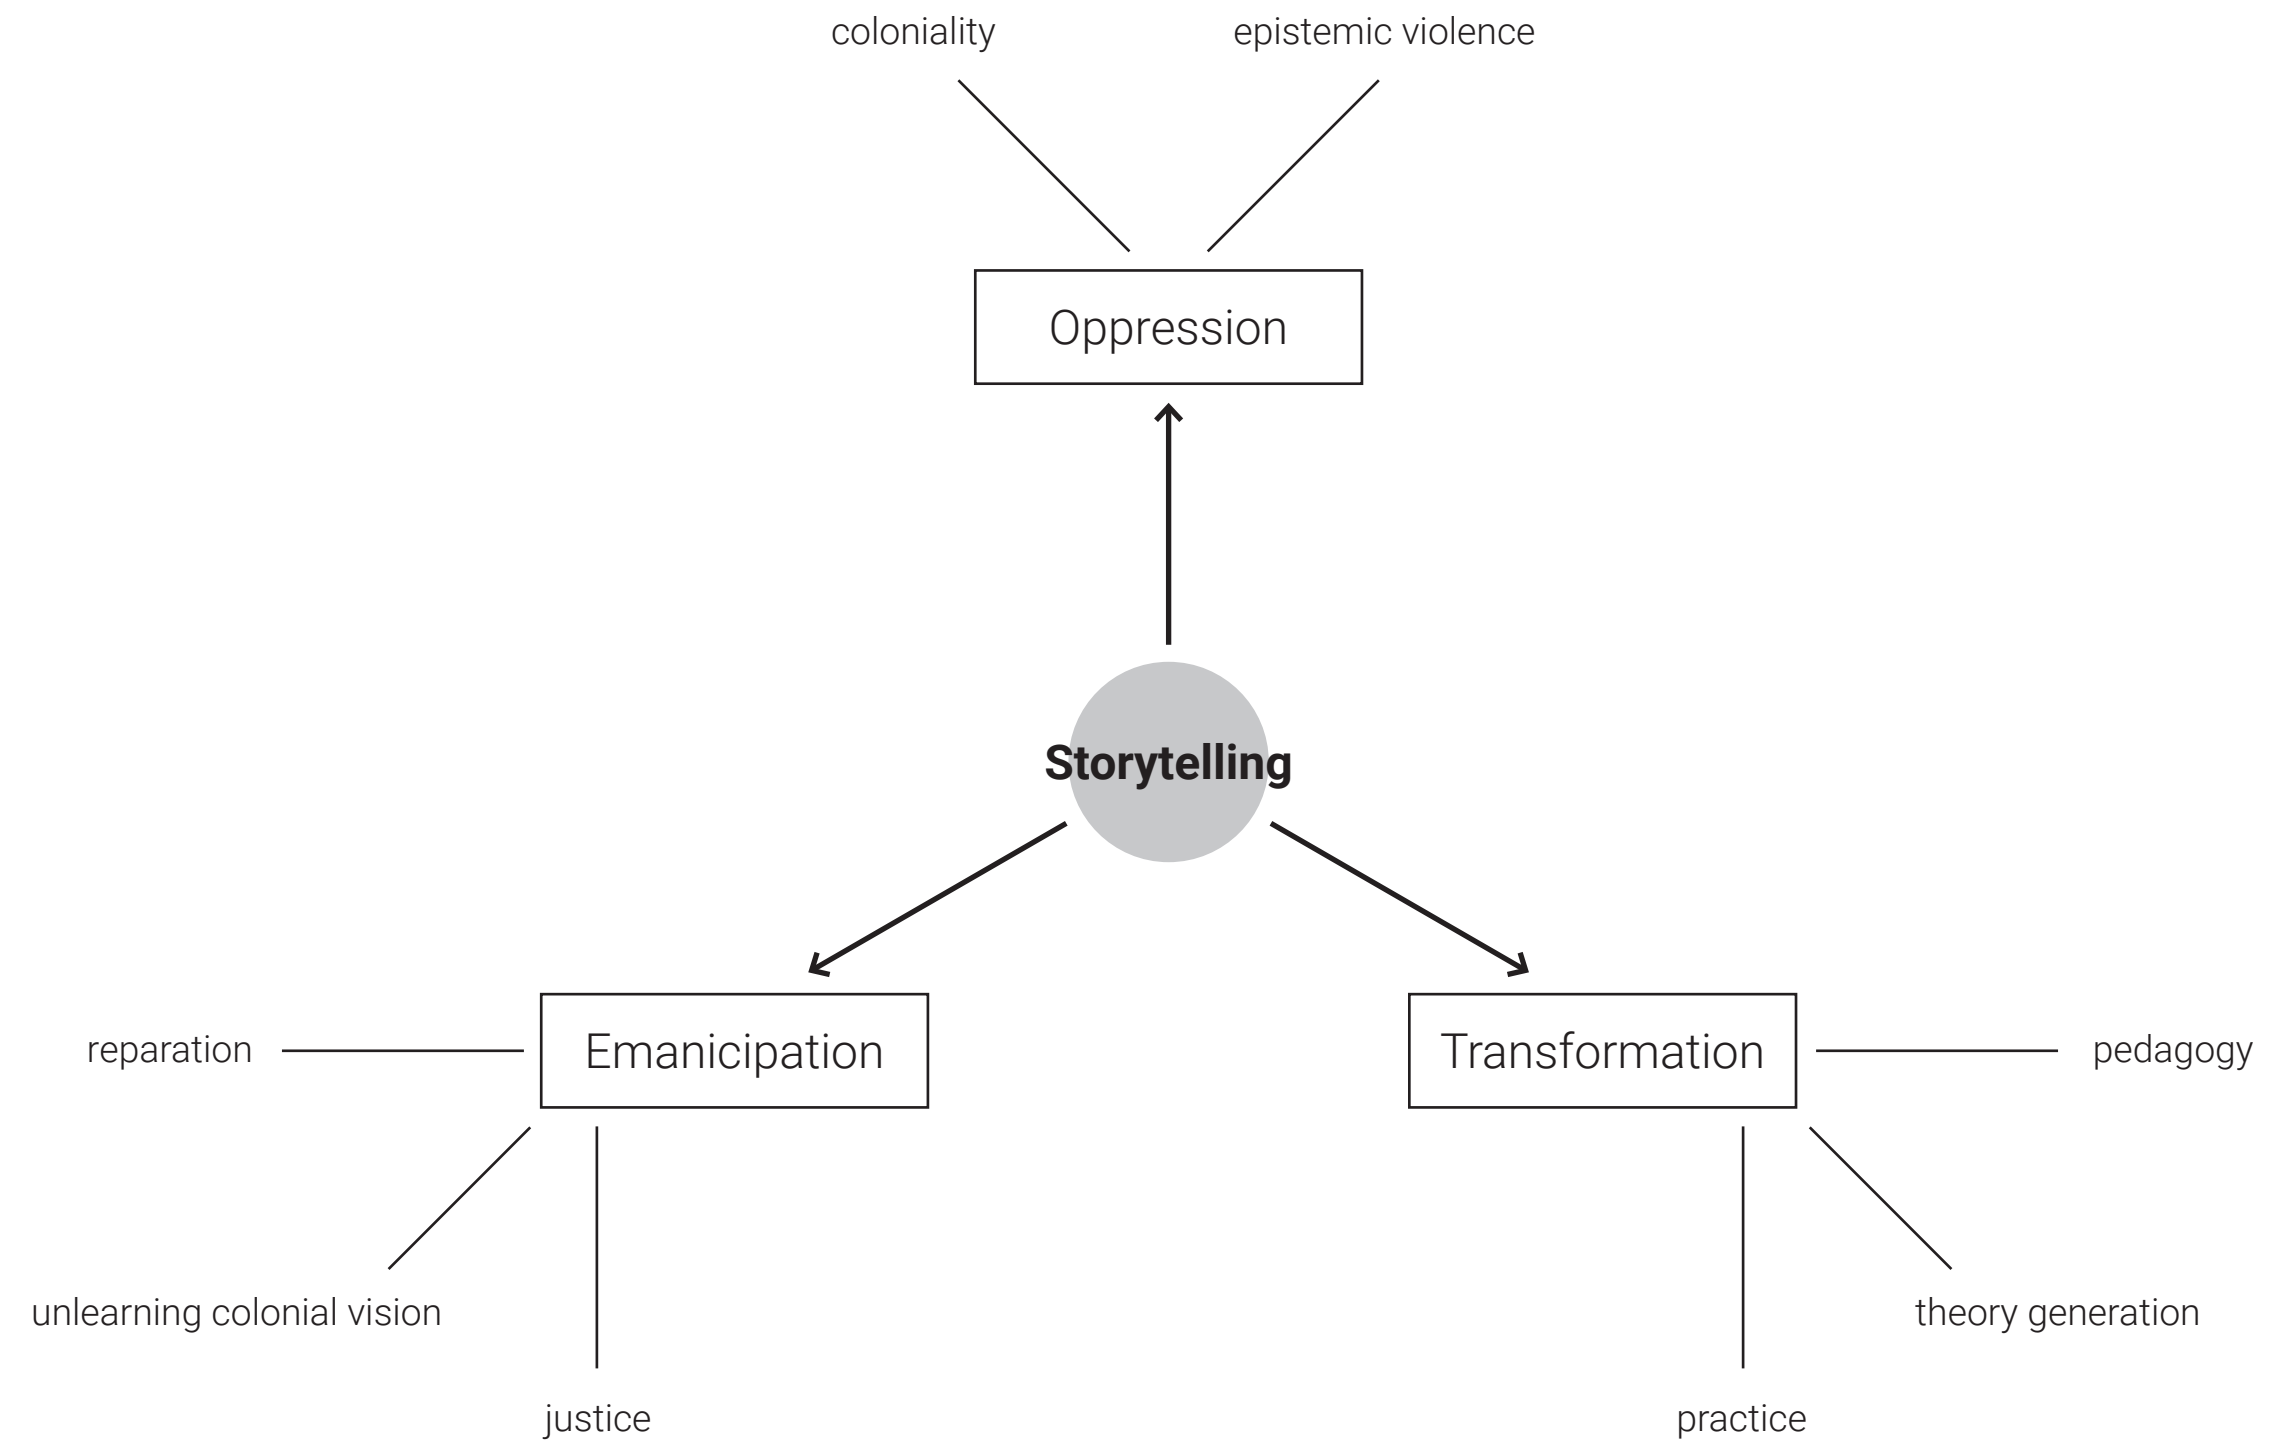 coloniality
epistemic violence
Oppression
Storytelling
Emanicipation
Transformation
reparation
pedagogy
unlearning colonial vision
theory generation
justice
practice